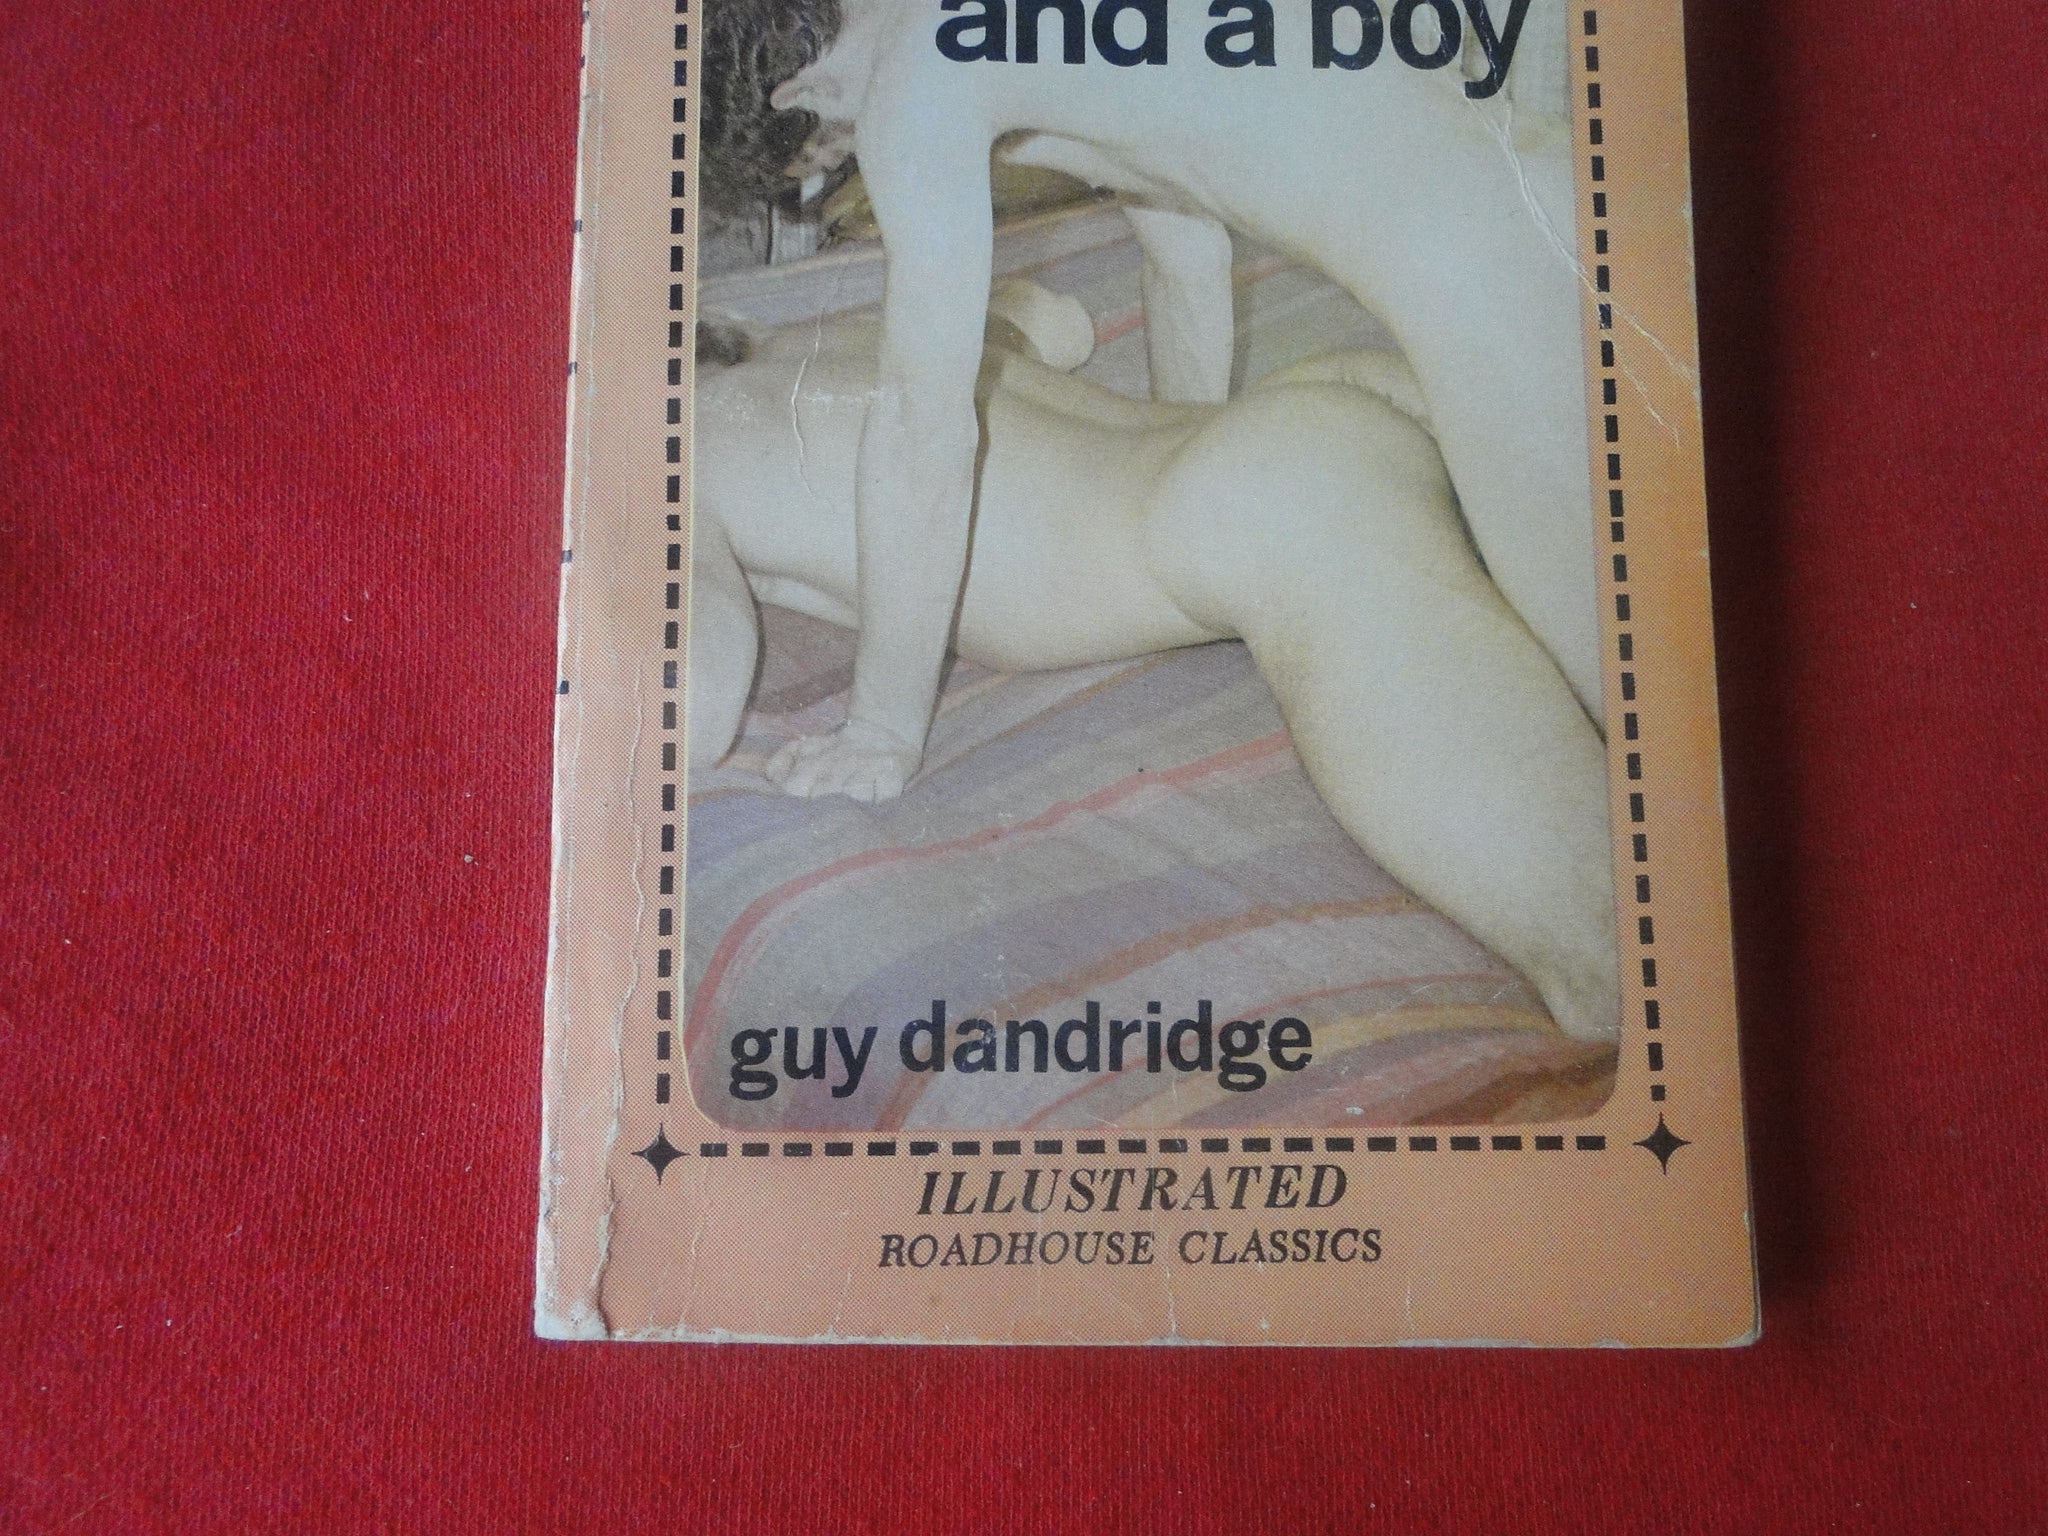 and a boy
guy dandridge
ILLUSTRATED
ROADHOUSE CLASSICS